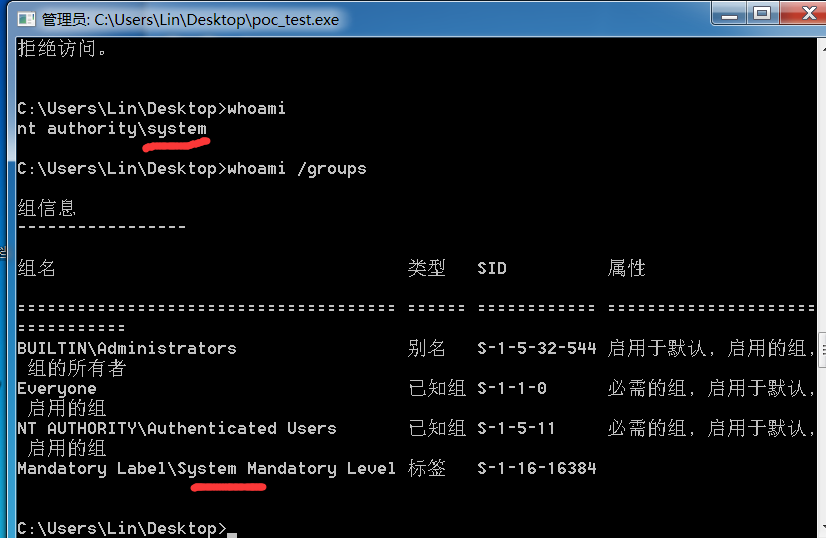 管理员: C:\Users\Lin\Desktop\poc_test.exe
拒绝访问。
C:\Users\Lin\Desktop>whoami
nt authority\system
C:\Users\Lin\Desktop>whoami /groups
组信息
-----------------
组名 类型 SID 属性
====================================== ====== ============ =====================
===========
BUILTIN\Administrators 别名 S-1-5-32-544 启用于默认, 启用的组,
组的所有者
Everyone 已知组 S-1-1-0 必需的组, 启用于默认,
启用的组
NT AUTHORITY\Authenticated Users 已知组 S-1-5-11 必需的组, 启用于默认,
启用的组
Mandatory Label\System Mandatory Level 标签 S-1-16-16384
C:\Users\Lin\Desktop>_